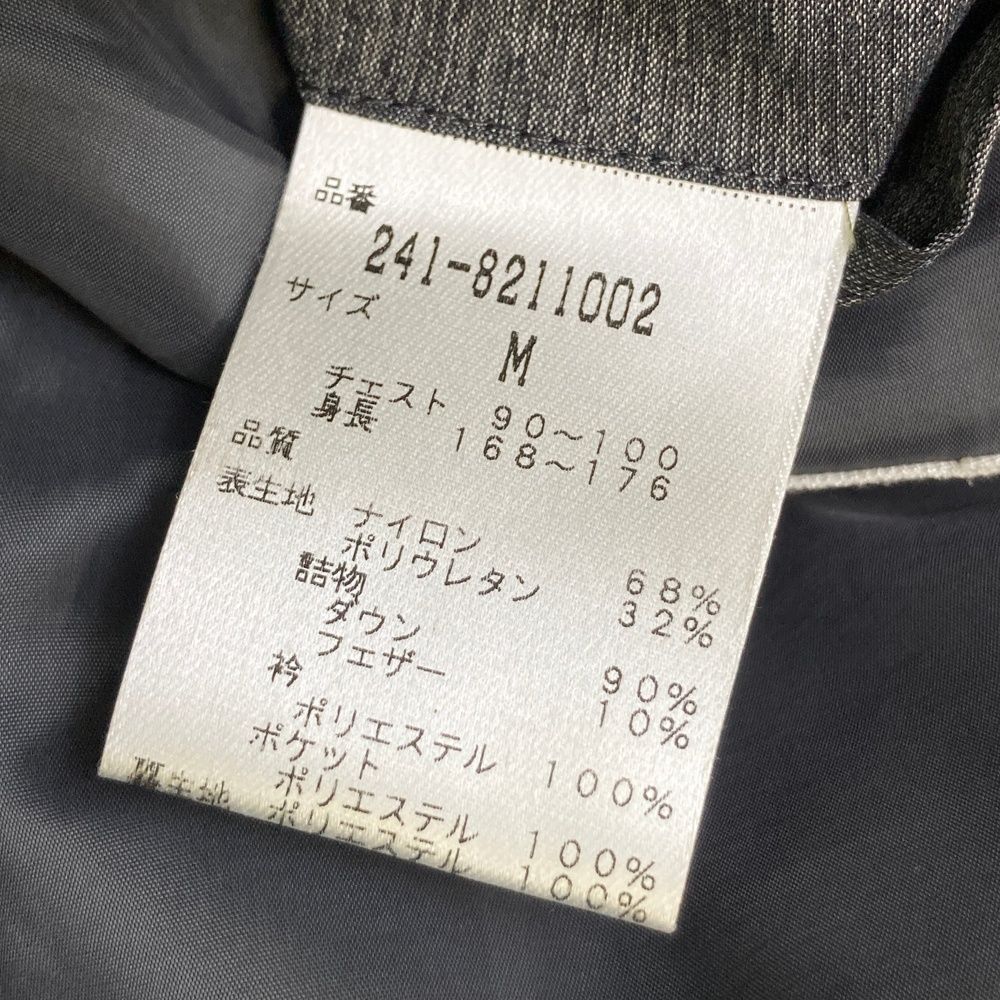 品番
241-8211002
サイズ
M
チェスト 90～100
身長 168～176
品質
表生地 ナイロン 68%
ポリウレタン 32%
詰物
ダウン 90%
フェザー 10%
衿
ポリエステル 100%
ポケット
ポリエステル 100%
裏生地 ポリエステル 100%